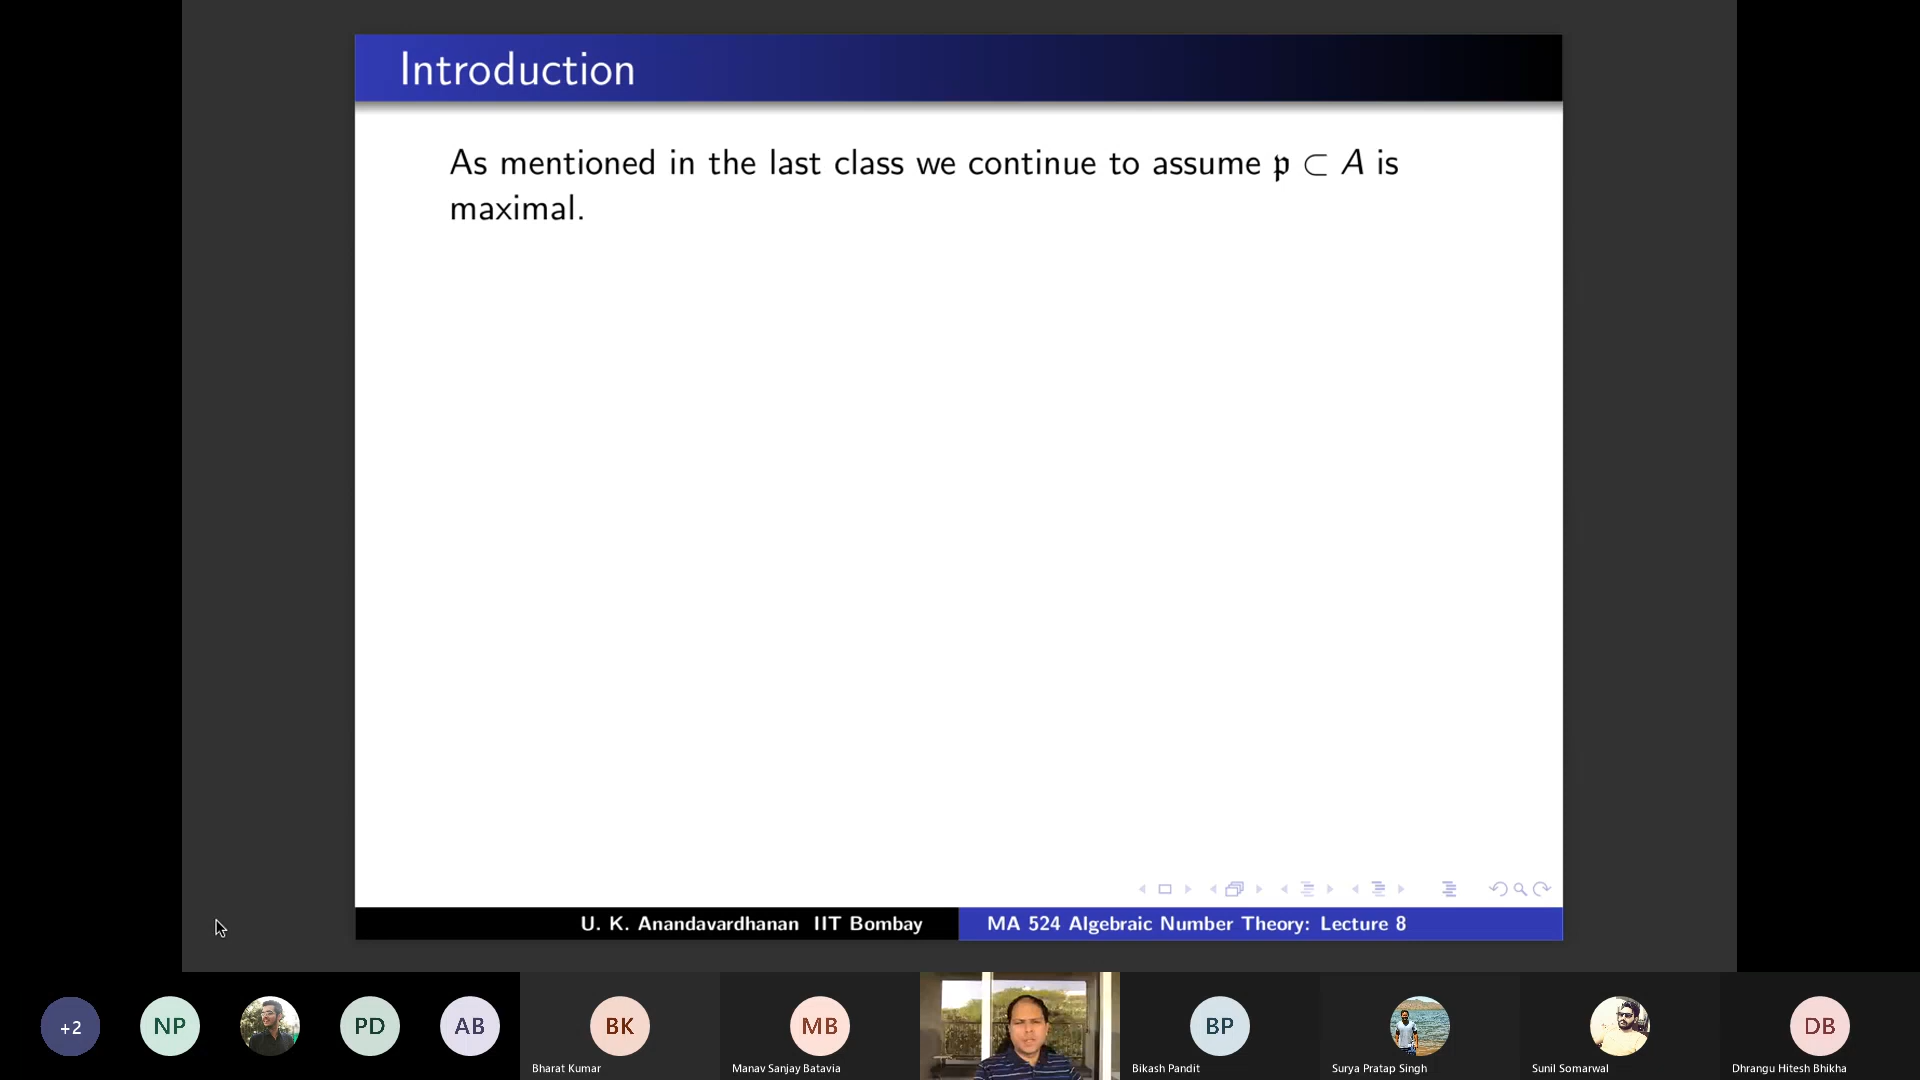 Introduction
As mentioned in the last class we continue to assume 𝔭 ⊂ A is
maximal.
U. K. Anandavardhanan IIT Bombay
MA 524 Algebraic Number Theory: Lecture 8
+2
NP
PD
AB
BK
MB
BP
DB
Bharat Kumar
Manav Sanjay Batavia
Bikash Pandit
Surya Pratap Singh
Sunil Somarwal
Dhrangu Hitesh Bhikha